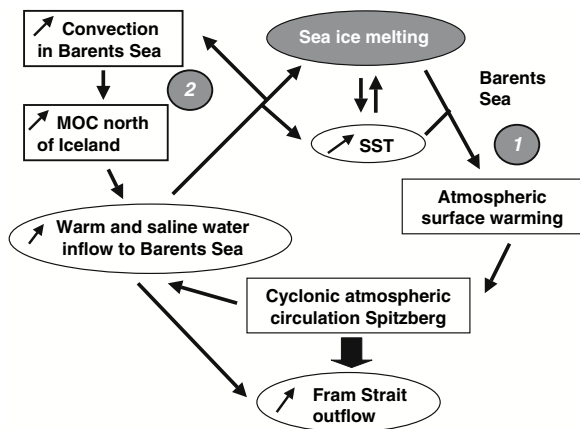 Convection
in Barents Sea
Sea ice melting
2
Barents
Sea
MOC north
of Iceland
SST
1
Atmospheric
surface warming
Warm and saline water
inflow to Barents Sea
Cyclonic atmospheric
circulation Spitzberg
Fram Strait
outflow